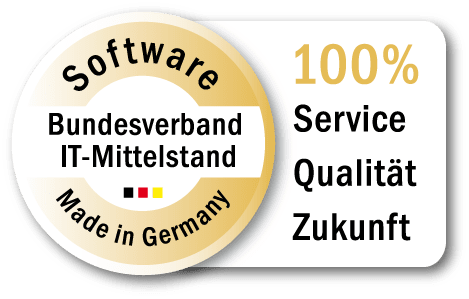 Software
Bundesverband
IT-Mittelstand
Made in Germany
100%
Service
Qualität
Zukunft